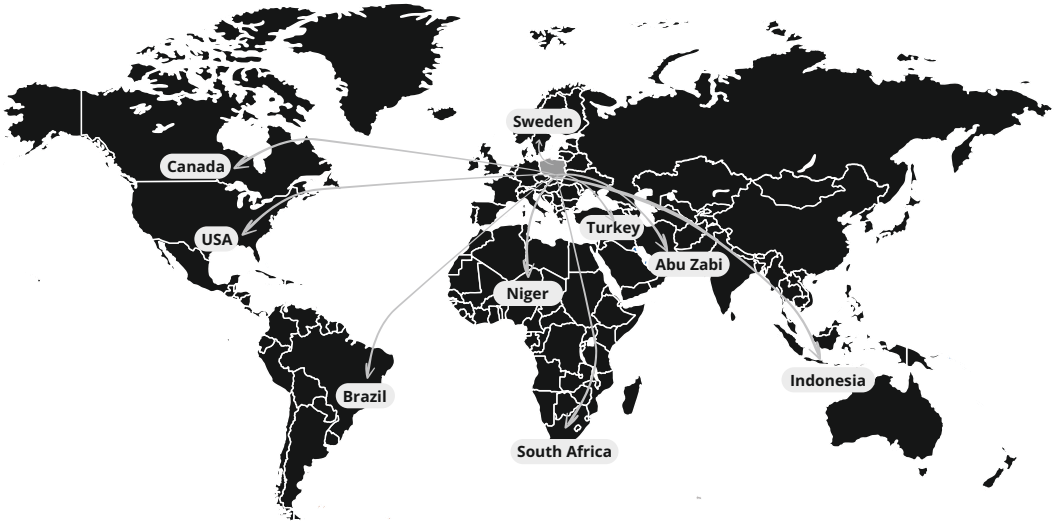 Sweden
Canada
USA
Turkey
Abu Zabi
Niger
Indonesia
Brazil
South Africa